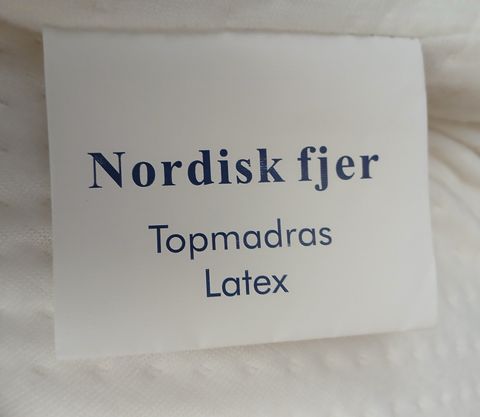 Nordisk fjer
Topmadras
Latex